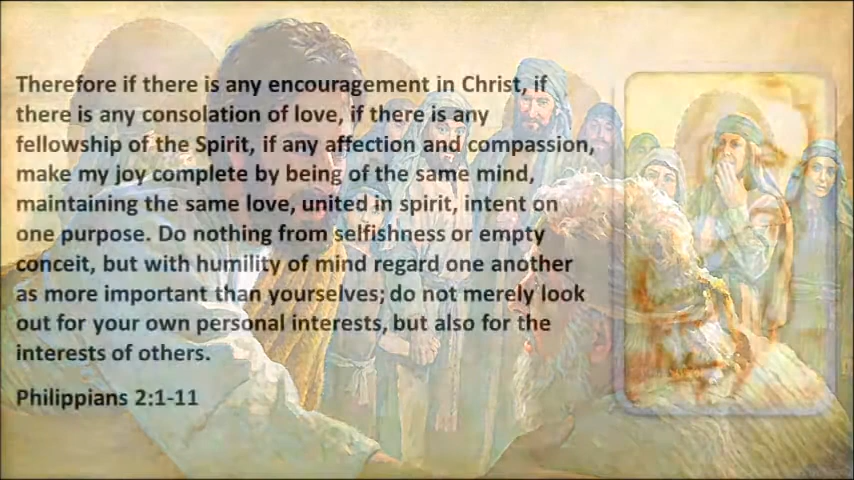 Therefore if there is any encouragement in Christ, if
there is any consolation of love, if there is any
fellowship of the Spirit, if any affection and compassion,
make my joy complete by being of the same mind,
maintaining the same love, united in spirit, intent on
one purpose. Do nothing from selfishness or empty
conceit, but with humility of mind regard one another
as more important than yourselves; do not merely look
out for your own personal interests, but also for the
interests of others.
Philippians 2:1-11